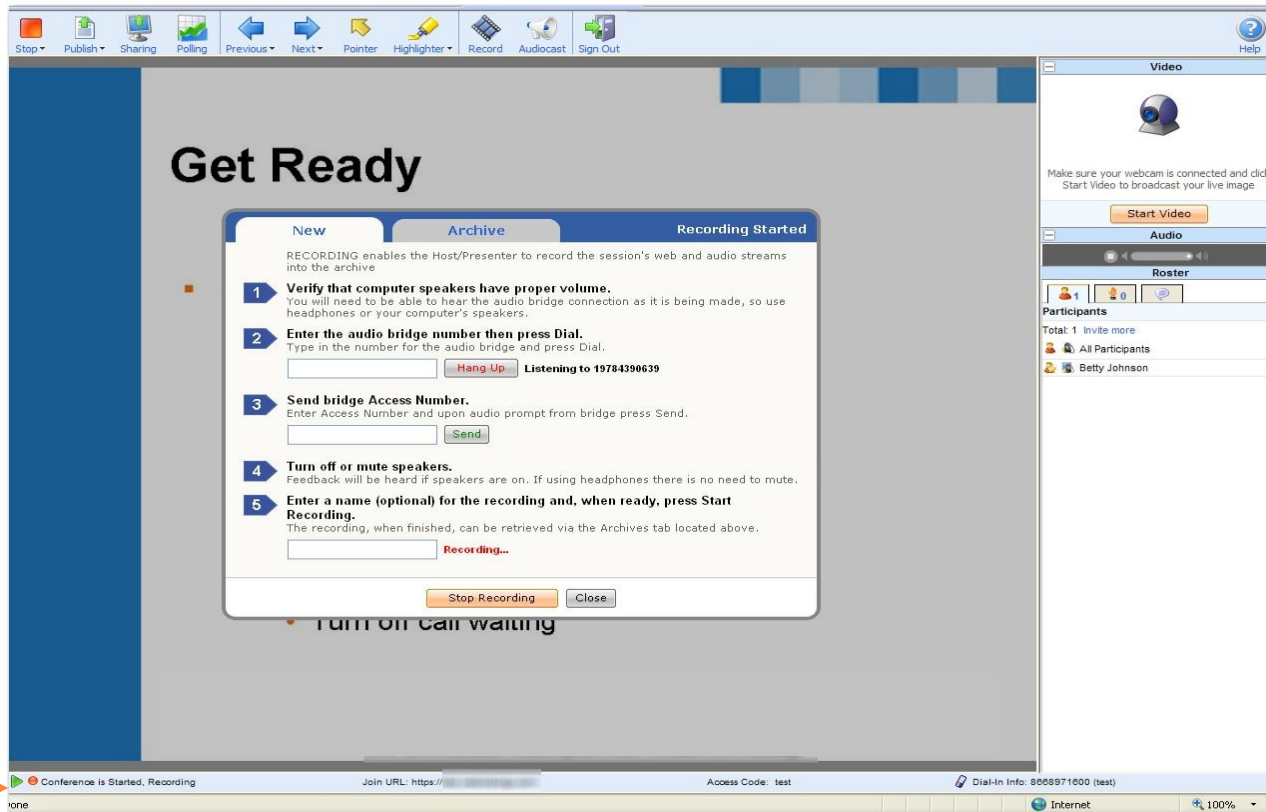 Stop Publish Sharing Polling Previous Next Pointer Highlighter Record Audiocast Sign Out Help
Get Ready
New Archive Recording Started
RECORDING enables the Host/Presenter to record the session's web and audio streams
into the archive
1 Verify that computer speakers have proper volume.
You will need to be able to hear the audio bridge connection as it is being made, so use
headphones or your computer's speakers.
2 Enter the audio bridge number then press Dial.
Type in the number for the audio bridge and press Dial.
Hang Up Listening to 19784390639
3 Send bridge Access Number.
Enter Access Number and upon audio prompt from bridge press Send.
Send
4 Turn off or mute speakers.
Feedback will be heard if speakers are on. If using headphones there is no need to mute.
5 Enter a name (optional) for the recording and, when ready, press Start
Recording.
The recording, when finished, can be retrieved via the Archives tab located above.
Recording...
Stop Recording Close
Turn off call waiting
Video
Make sure your webcam is connected and clic
Start Video to broadcast your live image
Start Video
Audio
Roster
1 0
Participants
Total: 1 Invite more
All Participants
Betty Johnson
Conference is Started, Recording Join URL: https:// Access Code: test Dial-In Info: 8668971600 (test)
one Internet 100%